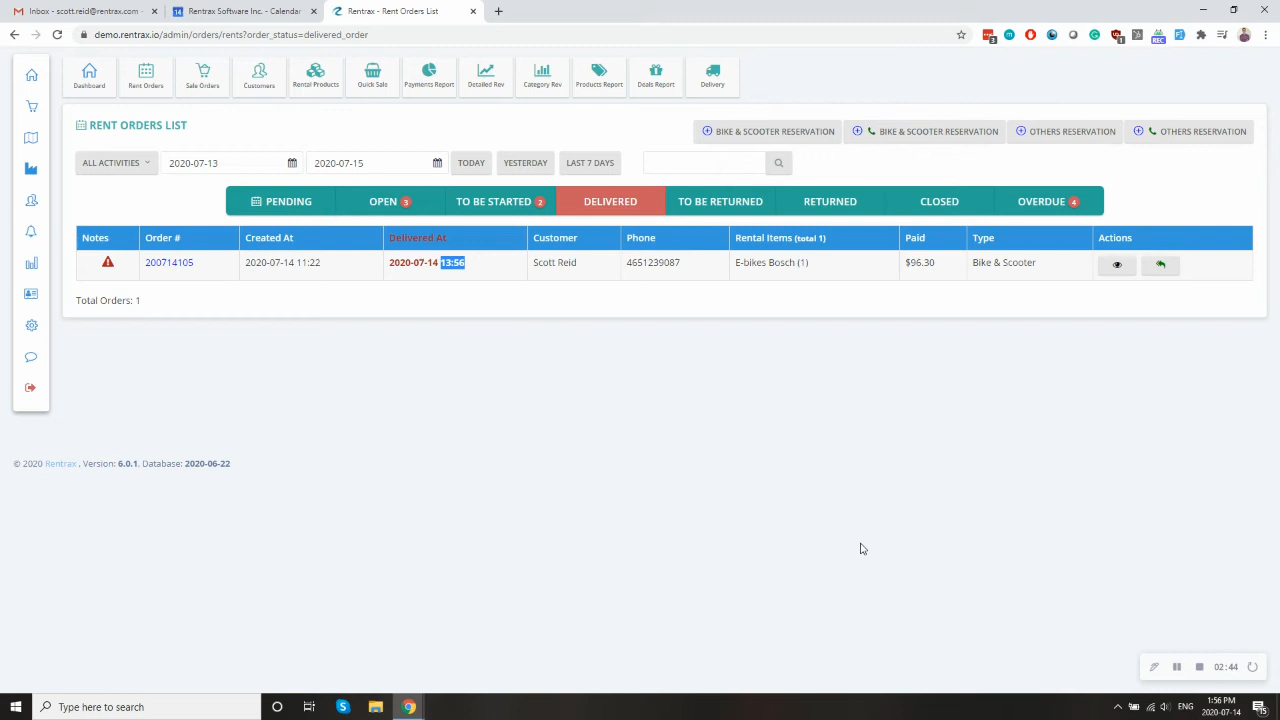 Inbox - scott.reid@rentrax.com -
Rentrax Software Inc. - Calendar
Rentrax - Rent Orders List
demo.rentrax.io/admin/orders/rents?order_status=delivered_order
Dashboard
Rent Orders
Sale Orders
Customers
Rental Products
Quick Sale
Payments Report
Detailed Rev
Category Rev
Products Report
Deals Report
Delivery
RENT ORDERS LIST
BIKE & SCOOTER RESERVATION
BIKE & SCOOTER RESERVATION
OTHERS RESERVATION
OTHERS RESERVATION
ALL ACTIVITIES
2020-07-13
2020-07-15
TODAY
YESTERDAY
LAST 7 DAYS
PENDING
OPEN 3
TO BE STARTED 2
DELIVERED
TO BE RETURNED
RETURNED
CLOSED
OVERDUE 4
Notes Order # Created At Delivered At Customer Phone Rental Items (total 1) Paid Type Actions
200714105 2020-07-14 11:22 2020-07-14 13:56 Scott Reid 4651239087 E-bikes Bosch (1) $96.30 Bike & Scooter
Total Orders: 1
© 2020 Rentrax . Version: 6.0.1. Database: 2020-06-22
02:44
Type here to search
ENG
1:56 PM
2020-07-14